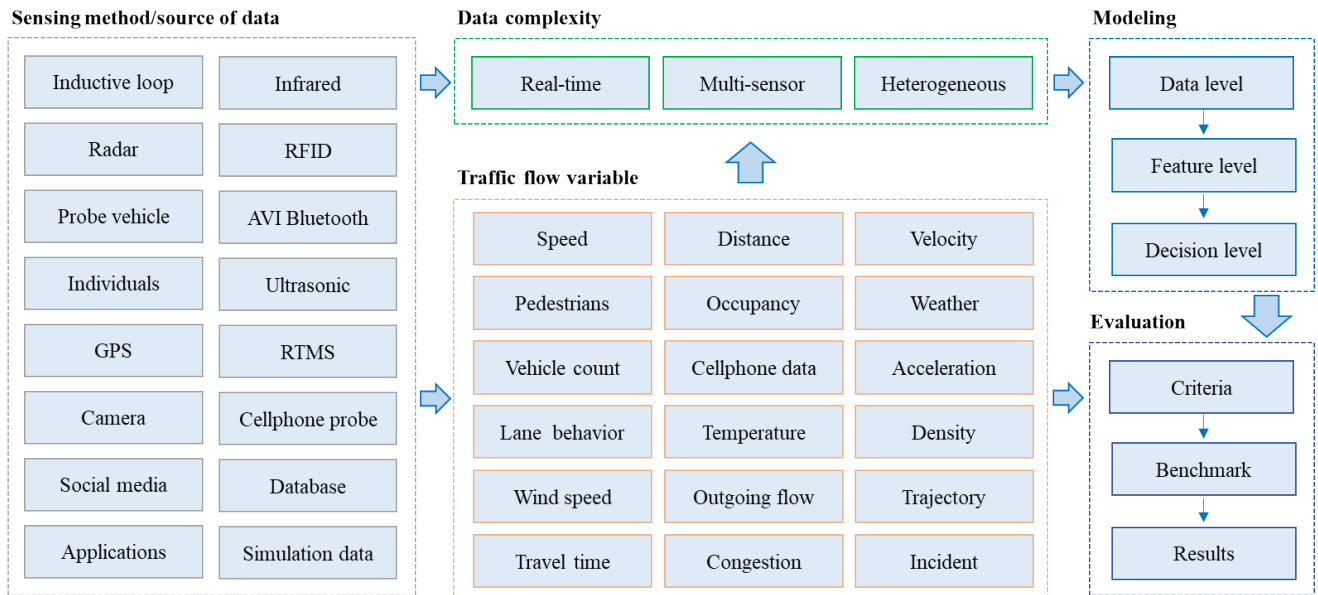 Sensing method/source of data
Inductive loop
Infrared
Radar
RFID
Probe vehicle
AVI Bluetooth
Individuals
Ultrasonic
GPS
RTMS
Camera
Cellphone probe
Social media
Database
Applications
Simulation data
Data complexity
Real-time
Multi-sensor
Heterogeneous
Traffic flow variable
Speed
Distance
Velocity
Pedestrians
Occupancy
Weather
Vehicle count
Cellphone data
Acceleration
Lane behavior
Temperature
Density
Wind speed
Outgoing flow
Trajectory
Travel time
Congestion
Incident
Modeling
Data level
Feature level
Decision level
Evaluation
Criteria
Benchmark
Results